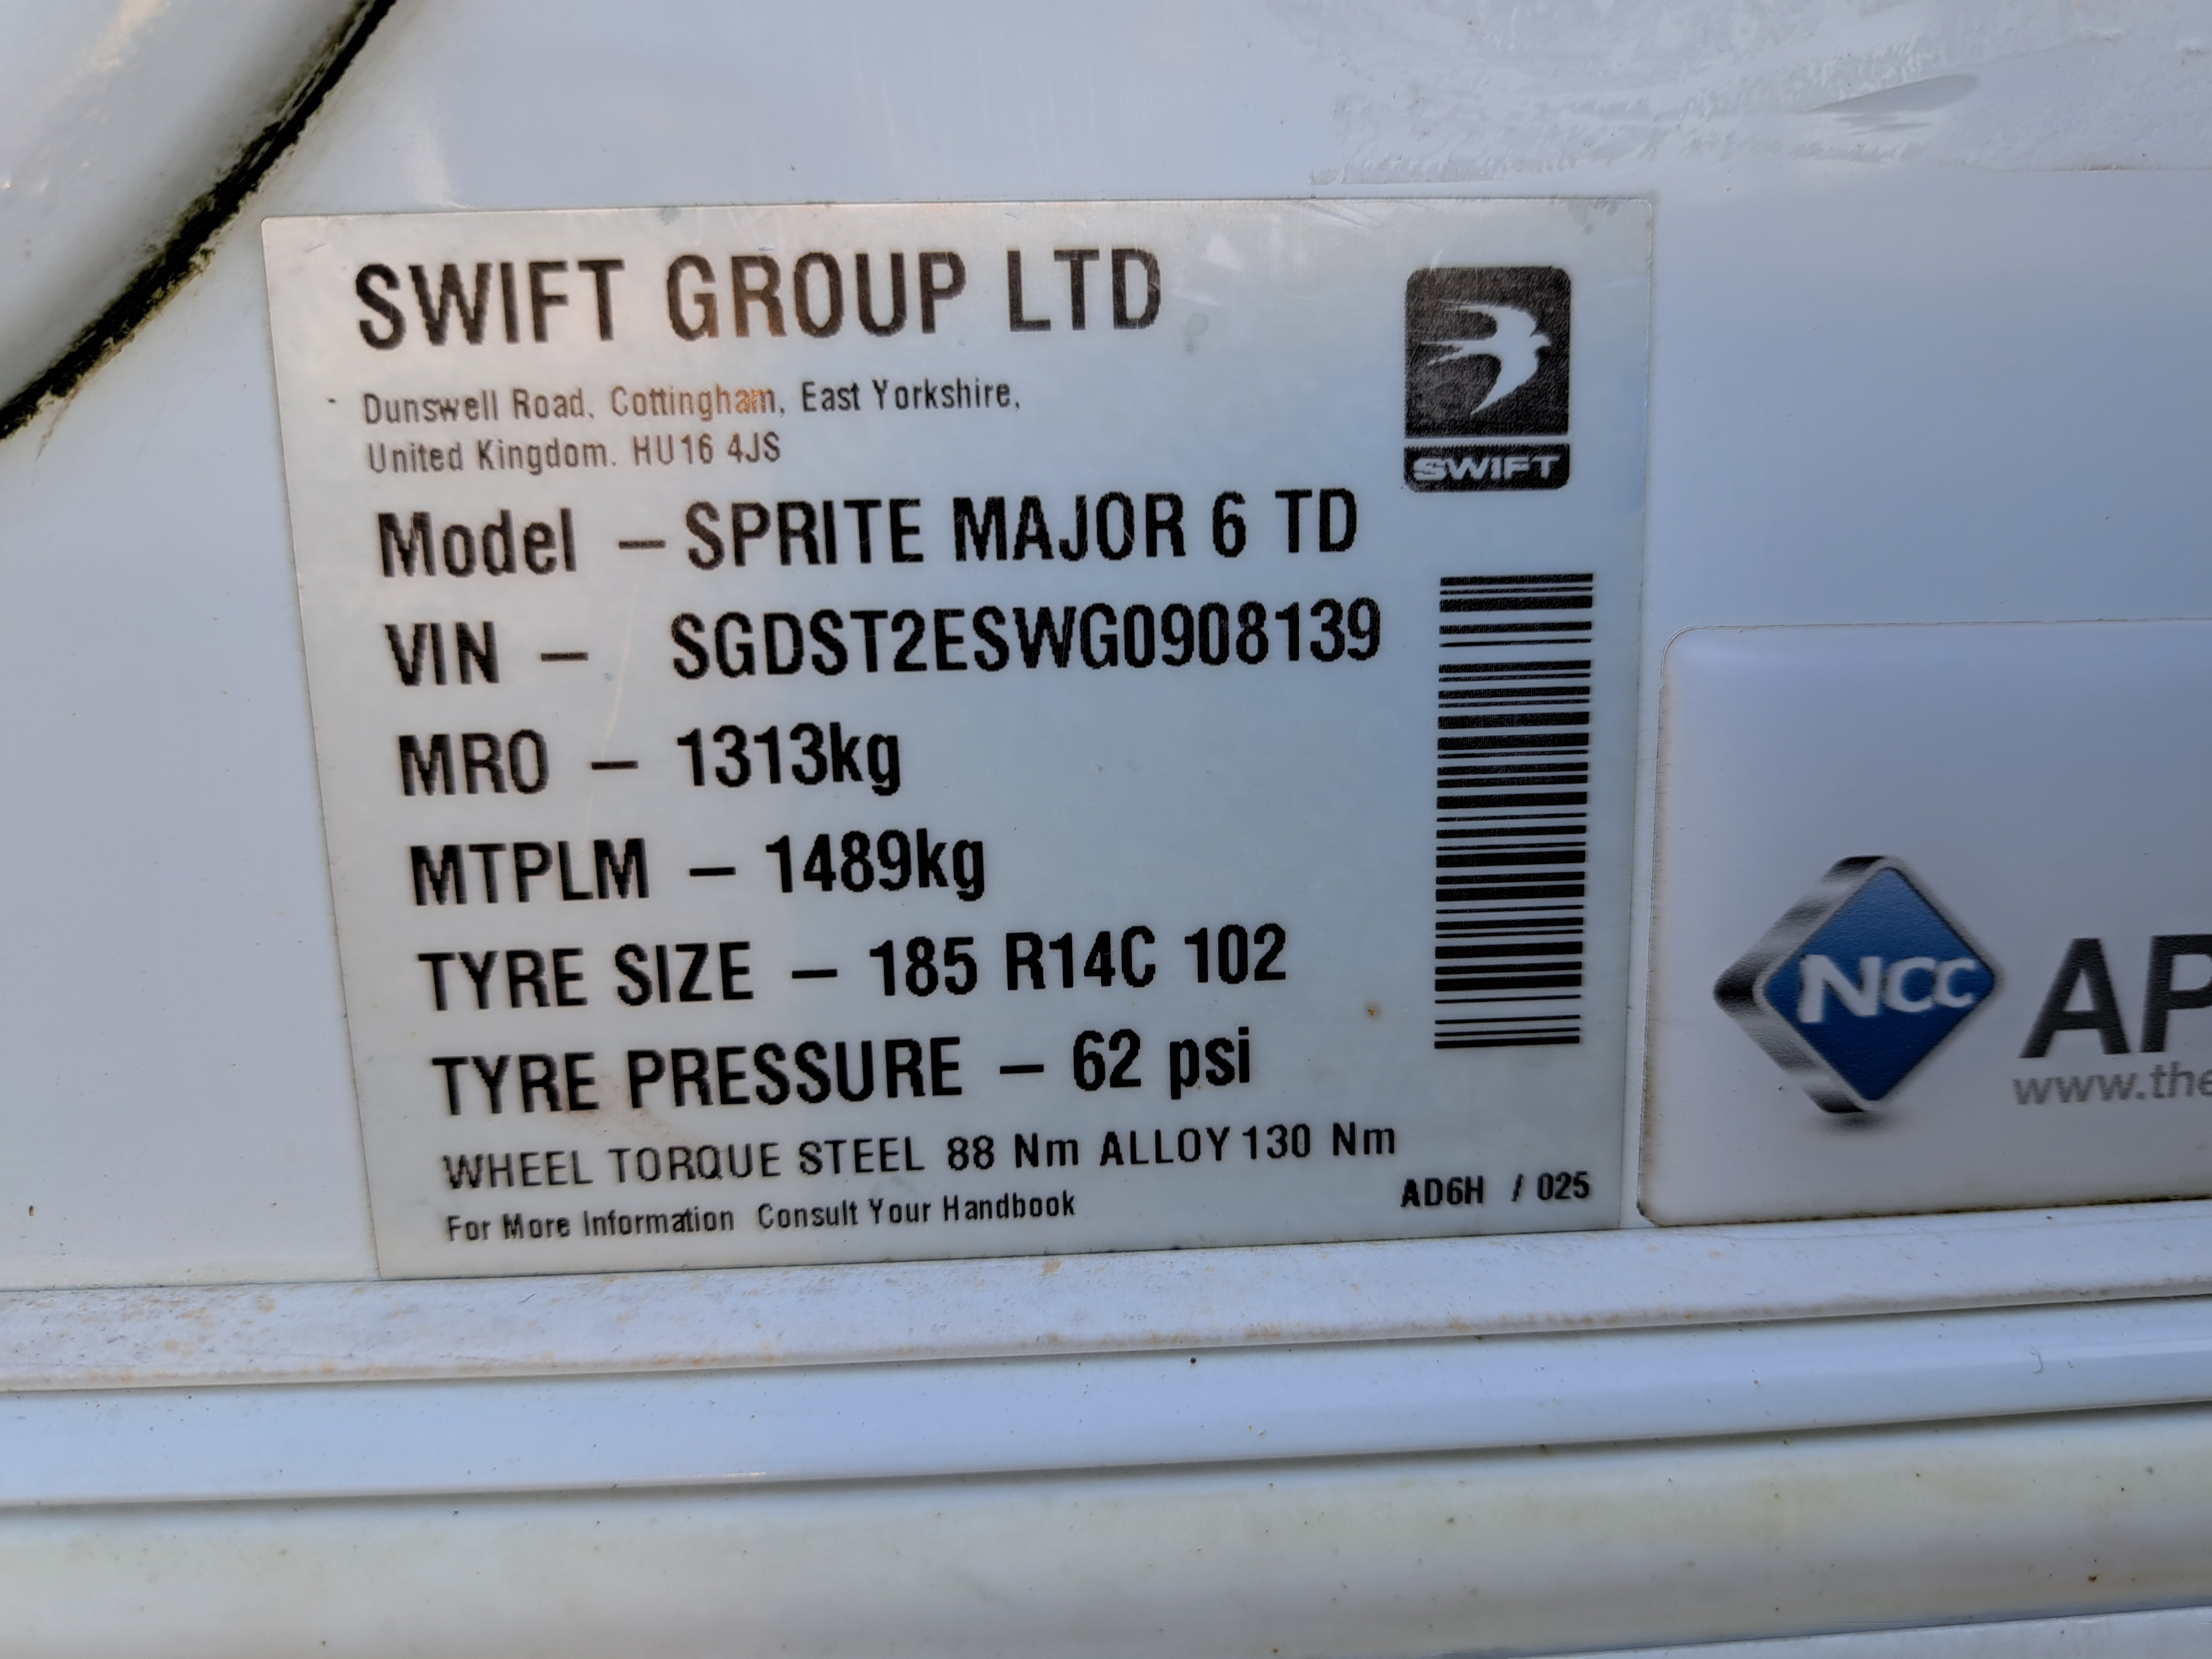 SWIFT GROUP LTD
Dunswell Road, Cottingham, East Yorkshire,
United Kingdom. HU16 4JS
SWIFT
Model – SPRITE MAJOR 6 TD
VIN – SGDST2ESWG0908139
MRO – 1313kg
MTPLM – 1489kg
TYRE SIZE – 185 R14C 102
TYRE PRESSURE – 62 psi
WHEEL TORQUE STEEL 88 Nm ALLOY 130 Nm
For More Information Consult Your Handbook
AD6H / 025
NCC
AP
www.the